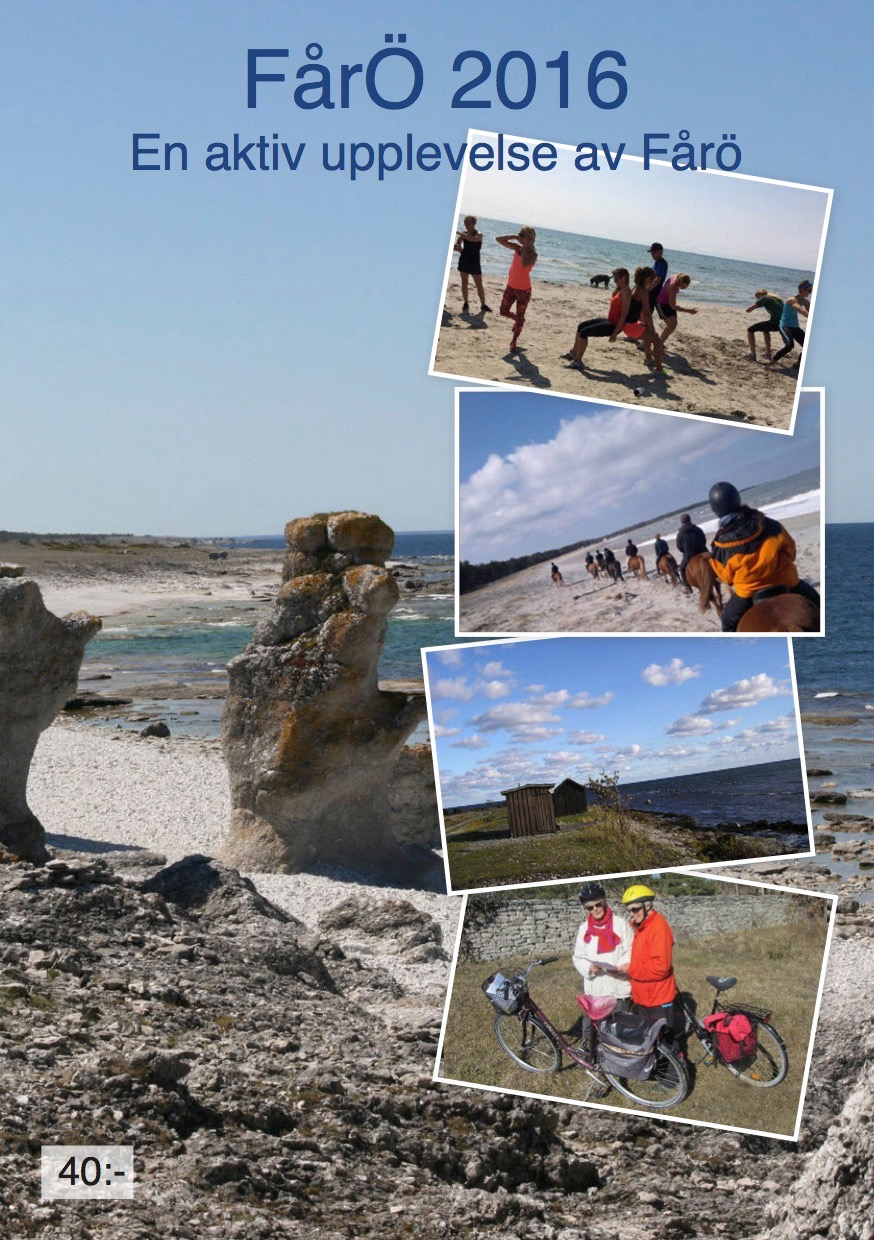 FårÖ 2016
En aktiv upplevelse av Fårö
40:-